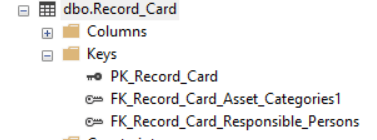 dbo.Record_Card
Columns
Keys
PK_Record_Card
FK_Record_Card_Asset_Categories1
FK_Record_Card_Responsible_Persons